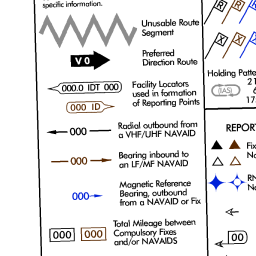 specific information.
Unusable Route
Segment
V 0
Preferred
Direction Route
000.0 IDT 000
000 ID
Facility Locators
used in formation
of Reporting Points
000
Radial outbound from
a VHF/UHF NAVAID
000
Bearing inbound to
an LF/MF NAVAID
000
Magnetic Reference
Bearing, outbound
from a NAVAID or Fix
000 000
Total Mileage between
Compulsory Fixes
and/or NAVAIDS
R R
X X
Holding Patte
(IAS)
REPORT
Fix
RN
00